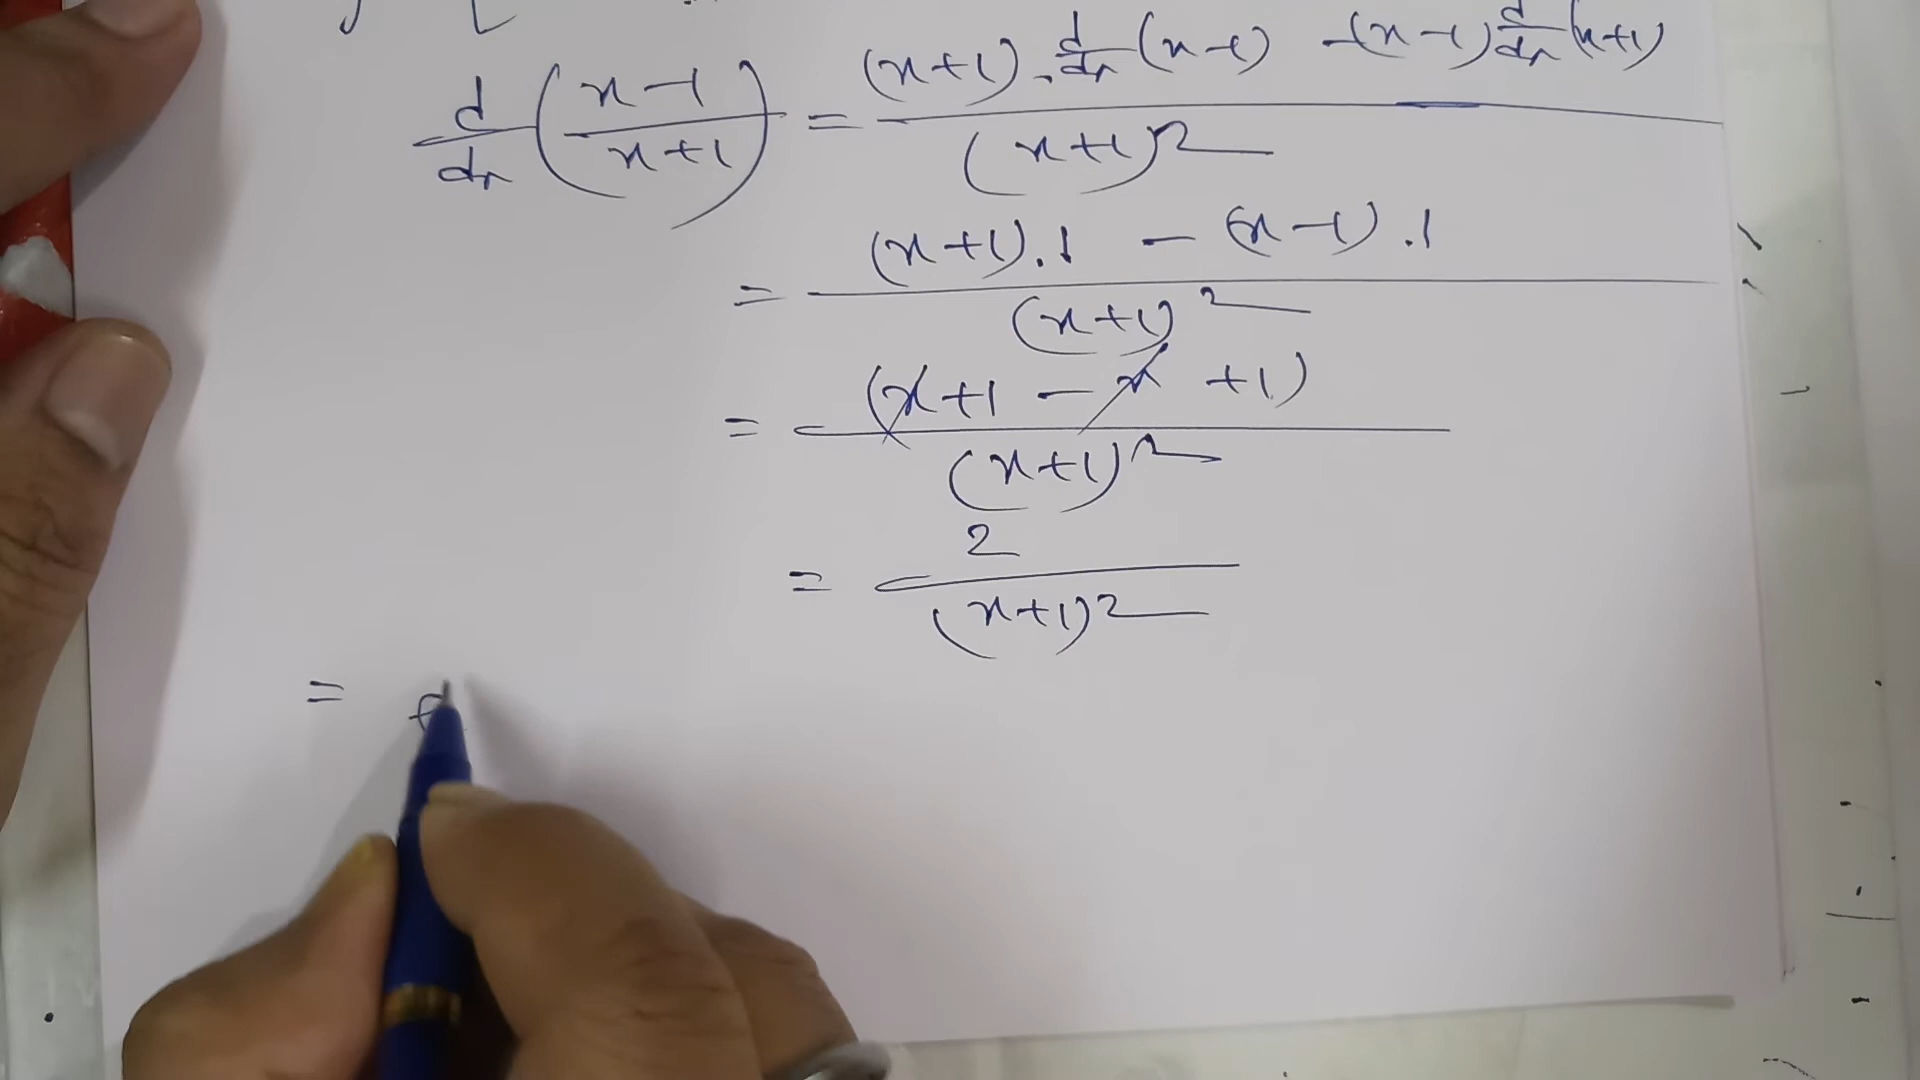 d/dx ((x-1)/(x+1)) = ((x+1) . d/dx (x-1) - (x-1) d/dx (x+1)) / (x+1)²
= ((x+1).1 - (x-1).1) / (x+1)²
= (x+1 - x +1) / (x+1)²
= 2 / (x+1)²
=